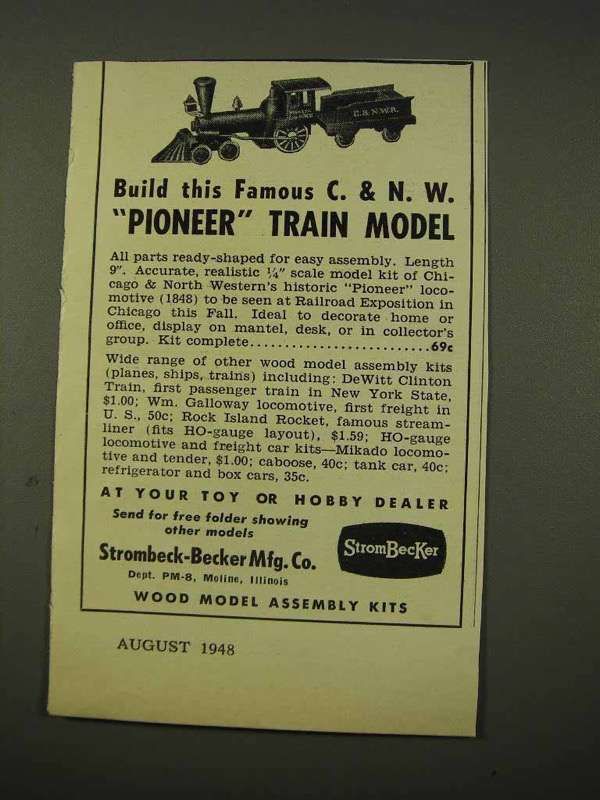 C. & N.W.R.
Build this Famous C. & N. W.
"PIONEER" TRAIN MODEL
All parts ready-shaped for easy assembly. Length
9". Accurate, realistic ¼" scale model kit of Chi-
cago & North Western's historic "Pioneer" loco-
motive (1848) to be seen at Railroad Exposition in
Chicago this Fall. Ideal to decorate home or
office, display on mantel, desk, or in collector's
group. Kit complete........................69c
Wide range of other wood model assembly kits
(planes, ships, trains) including: DeWitt Clinton
Train, first passenger train in New York State,
$1.00; Wm. Galloway locomotive, first freight in
U. S., 50c; Rock Island Rocket, famous stream-
liner (fits HO-gauge layout), $1.59; HO-gauge
locomotive and freight car kits—Mikado locomo-
tive and tender, $1.00; caboose, 40c; tank car, 40c;
refrigerator and box cars, 35c.
AT YOUR TOY OR HOBBY DEALER
Send for free folder showing
other models
Strombeck-Becker Mfg. Co.
Dept. PM-8, Moline, Illinois
StromBecKer
WOOD MODEL ASSEMBLY KITS
AUGUST 1948